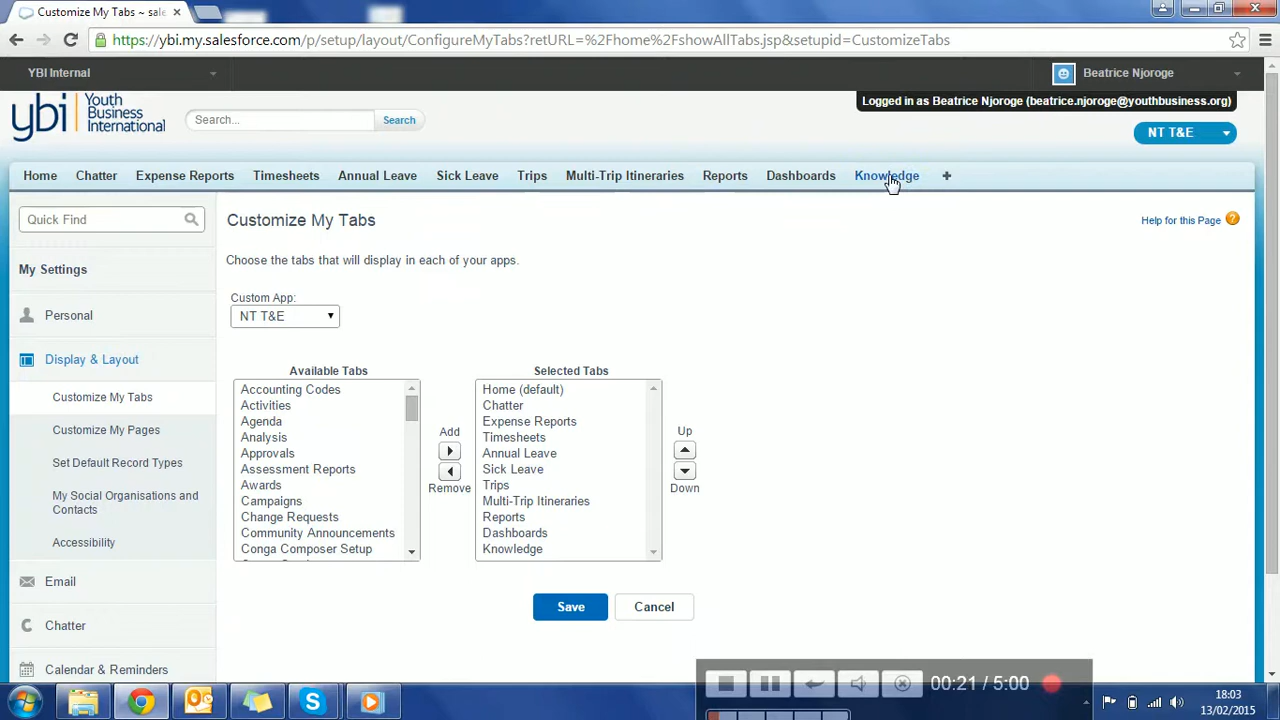 Customize My Tabs ~ sale
https://ybi.my.salesforce.com/p/setup/layout/ConfigureMyTabs?retURL=%2Fhome%2FshowAllTabs.jsp&setupid=CustomizeTabs
YBI Internal
Beatrice Njoroge
Logged in as Beatrice Njoroge (beatrice.njoroge@youthbusiness.org)
ybi Youth Business International
Search...
Search
NT T&E
Home Chatter Expense Reports Timesheets Annual Leave Sick Leave Trips Multi-Trip Itineraries Reports Dashboards Knowledge +
Quick Find
My Settings
Personal
Display & Layout
Customize My Tabs
Customize My Pages
Set Default Record Types
My Social Organisations and
Contacts
Accessibility
Email
Chatter
Calendar & Reminders
Customize My Tabs
Help for this Page ?
Choose the tabs that will display in each of your apps.
Custom App:
NT T&E
Available Tabs
Accounting Codes
Activities
Agenda
Analysis
Approvals
Assessment Reports
Awards
Campaigns
Change Requests
Community Announcements
Conga Composer Setup
Add
Remove
Selected Tabs
Home (default)
Chatter
Expense Reports
Timesheets
Annual Leave
Sick Leave
Trips
Multi-Trip Itineraries
Reports
Dashboards
Knowledge
Up
Down
Save
Cancel
00:21 / 5:00
18:03
13/02/2015